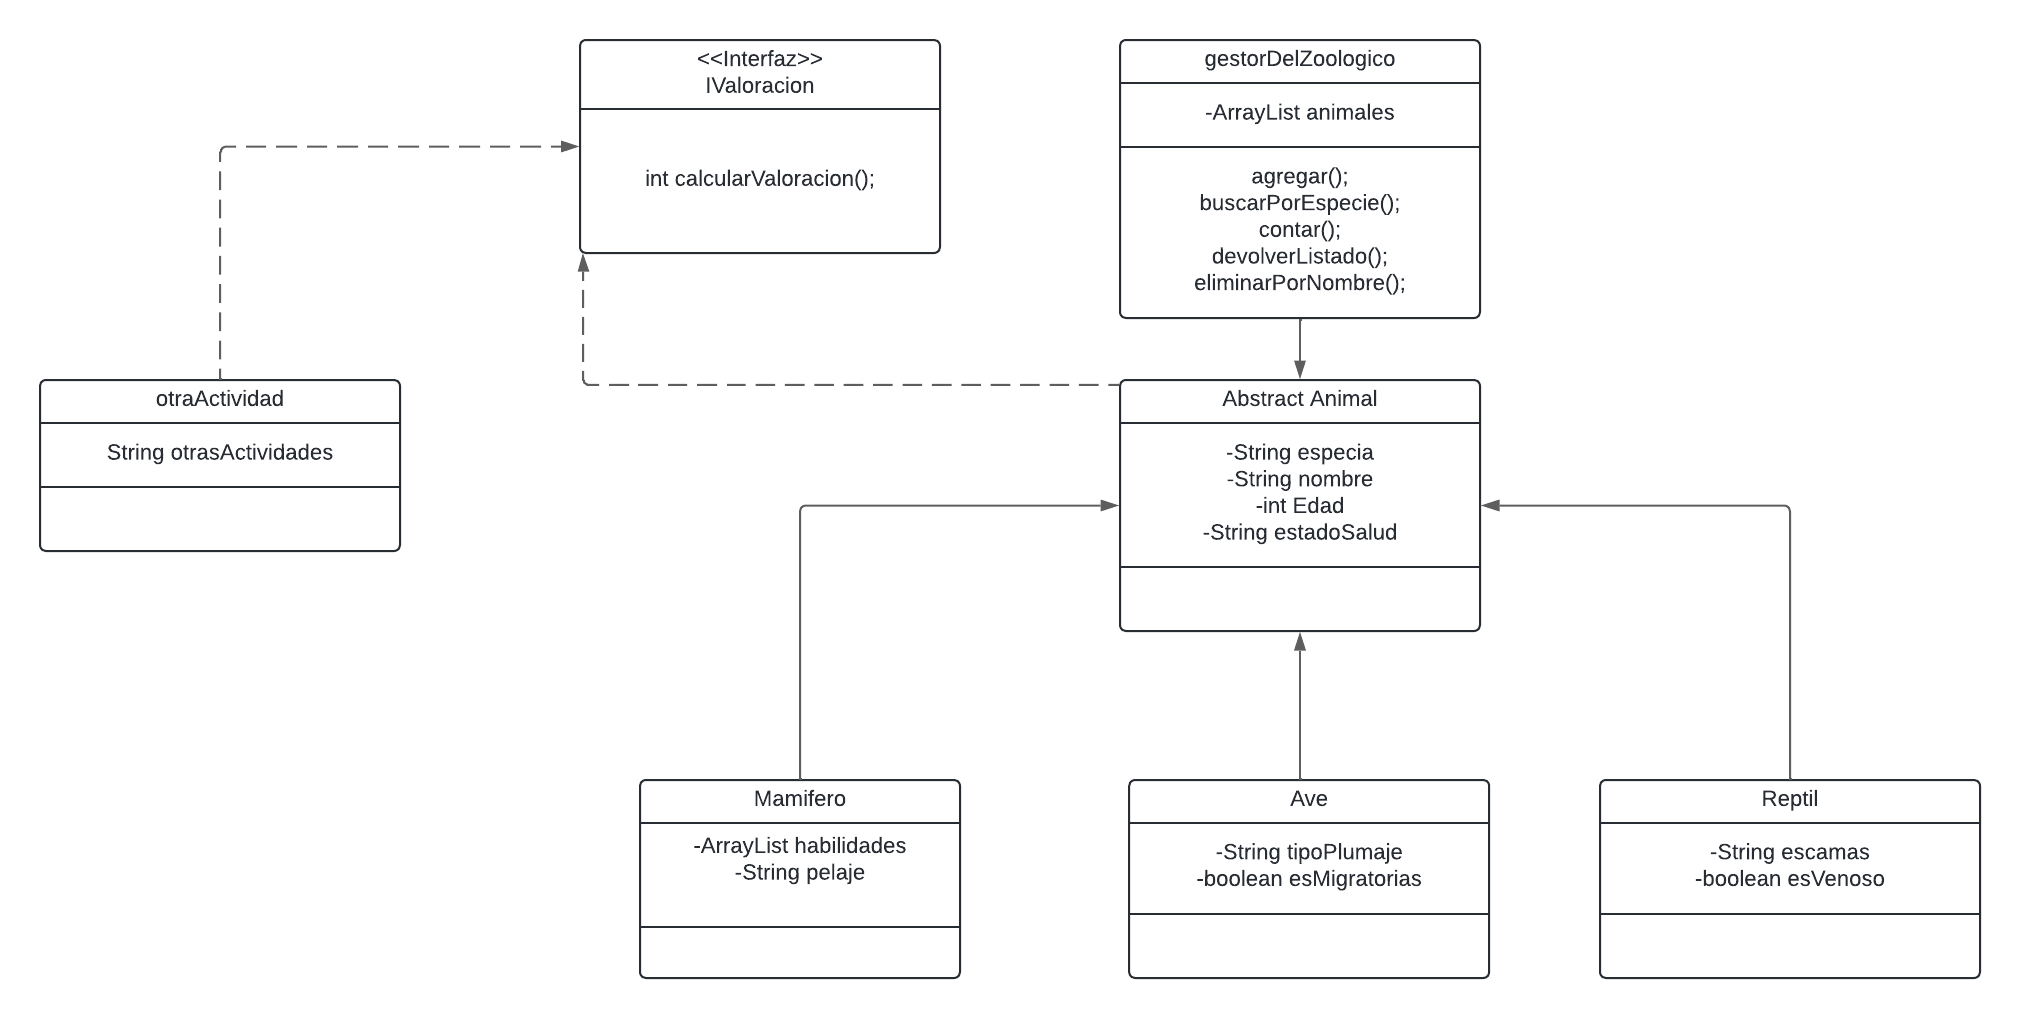 <<Interfaz>>
IValoracion
int calcularValoracion();
gestorDelZoologico
-ArrayList animales
agregar();
buscarPorEspecie();
contar();
devolverListado();
eliminarPorNombre();
otraActividad
String otrasActividades
Abstract Animal
-String especia
-String nombre
-int Edad
-String estadoSalud
Mamifero
-ArrayList habilidades
-String pelaje
Ave
-String tipoPlumaje
-boolean esMigratorias
Reptil
-String escamas
-boolean esVenoso